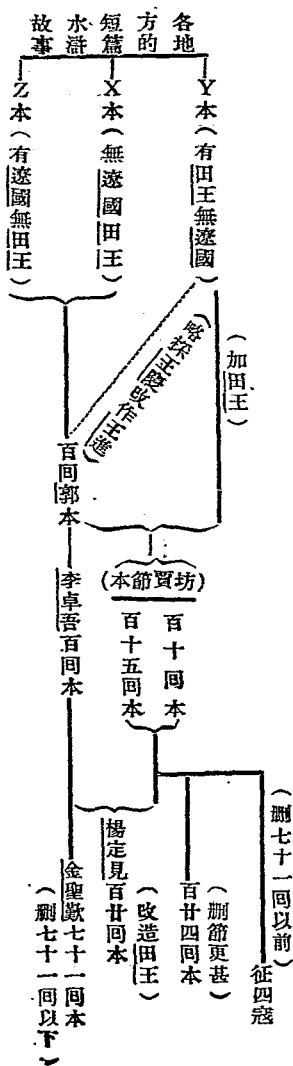 各地
方的
短篇
水滸
故事
Y本(有田王無遼國)
X本(無遼國田王)
Z本(有遼國無田王)
(加田王)
(略採王慶改作王進)
百回郭本
(坊賈節本)
百十回本
百十五回本
李卓吾百回本
(刪七十一回以前)
征四寇
(刪節更甚)
百廿四回本
(改造田王)
楊定見百廿回本
金聖歎七十一回本
(刪七十一回以下)